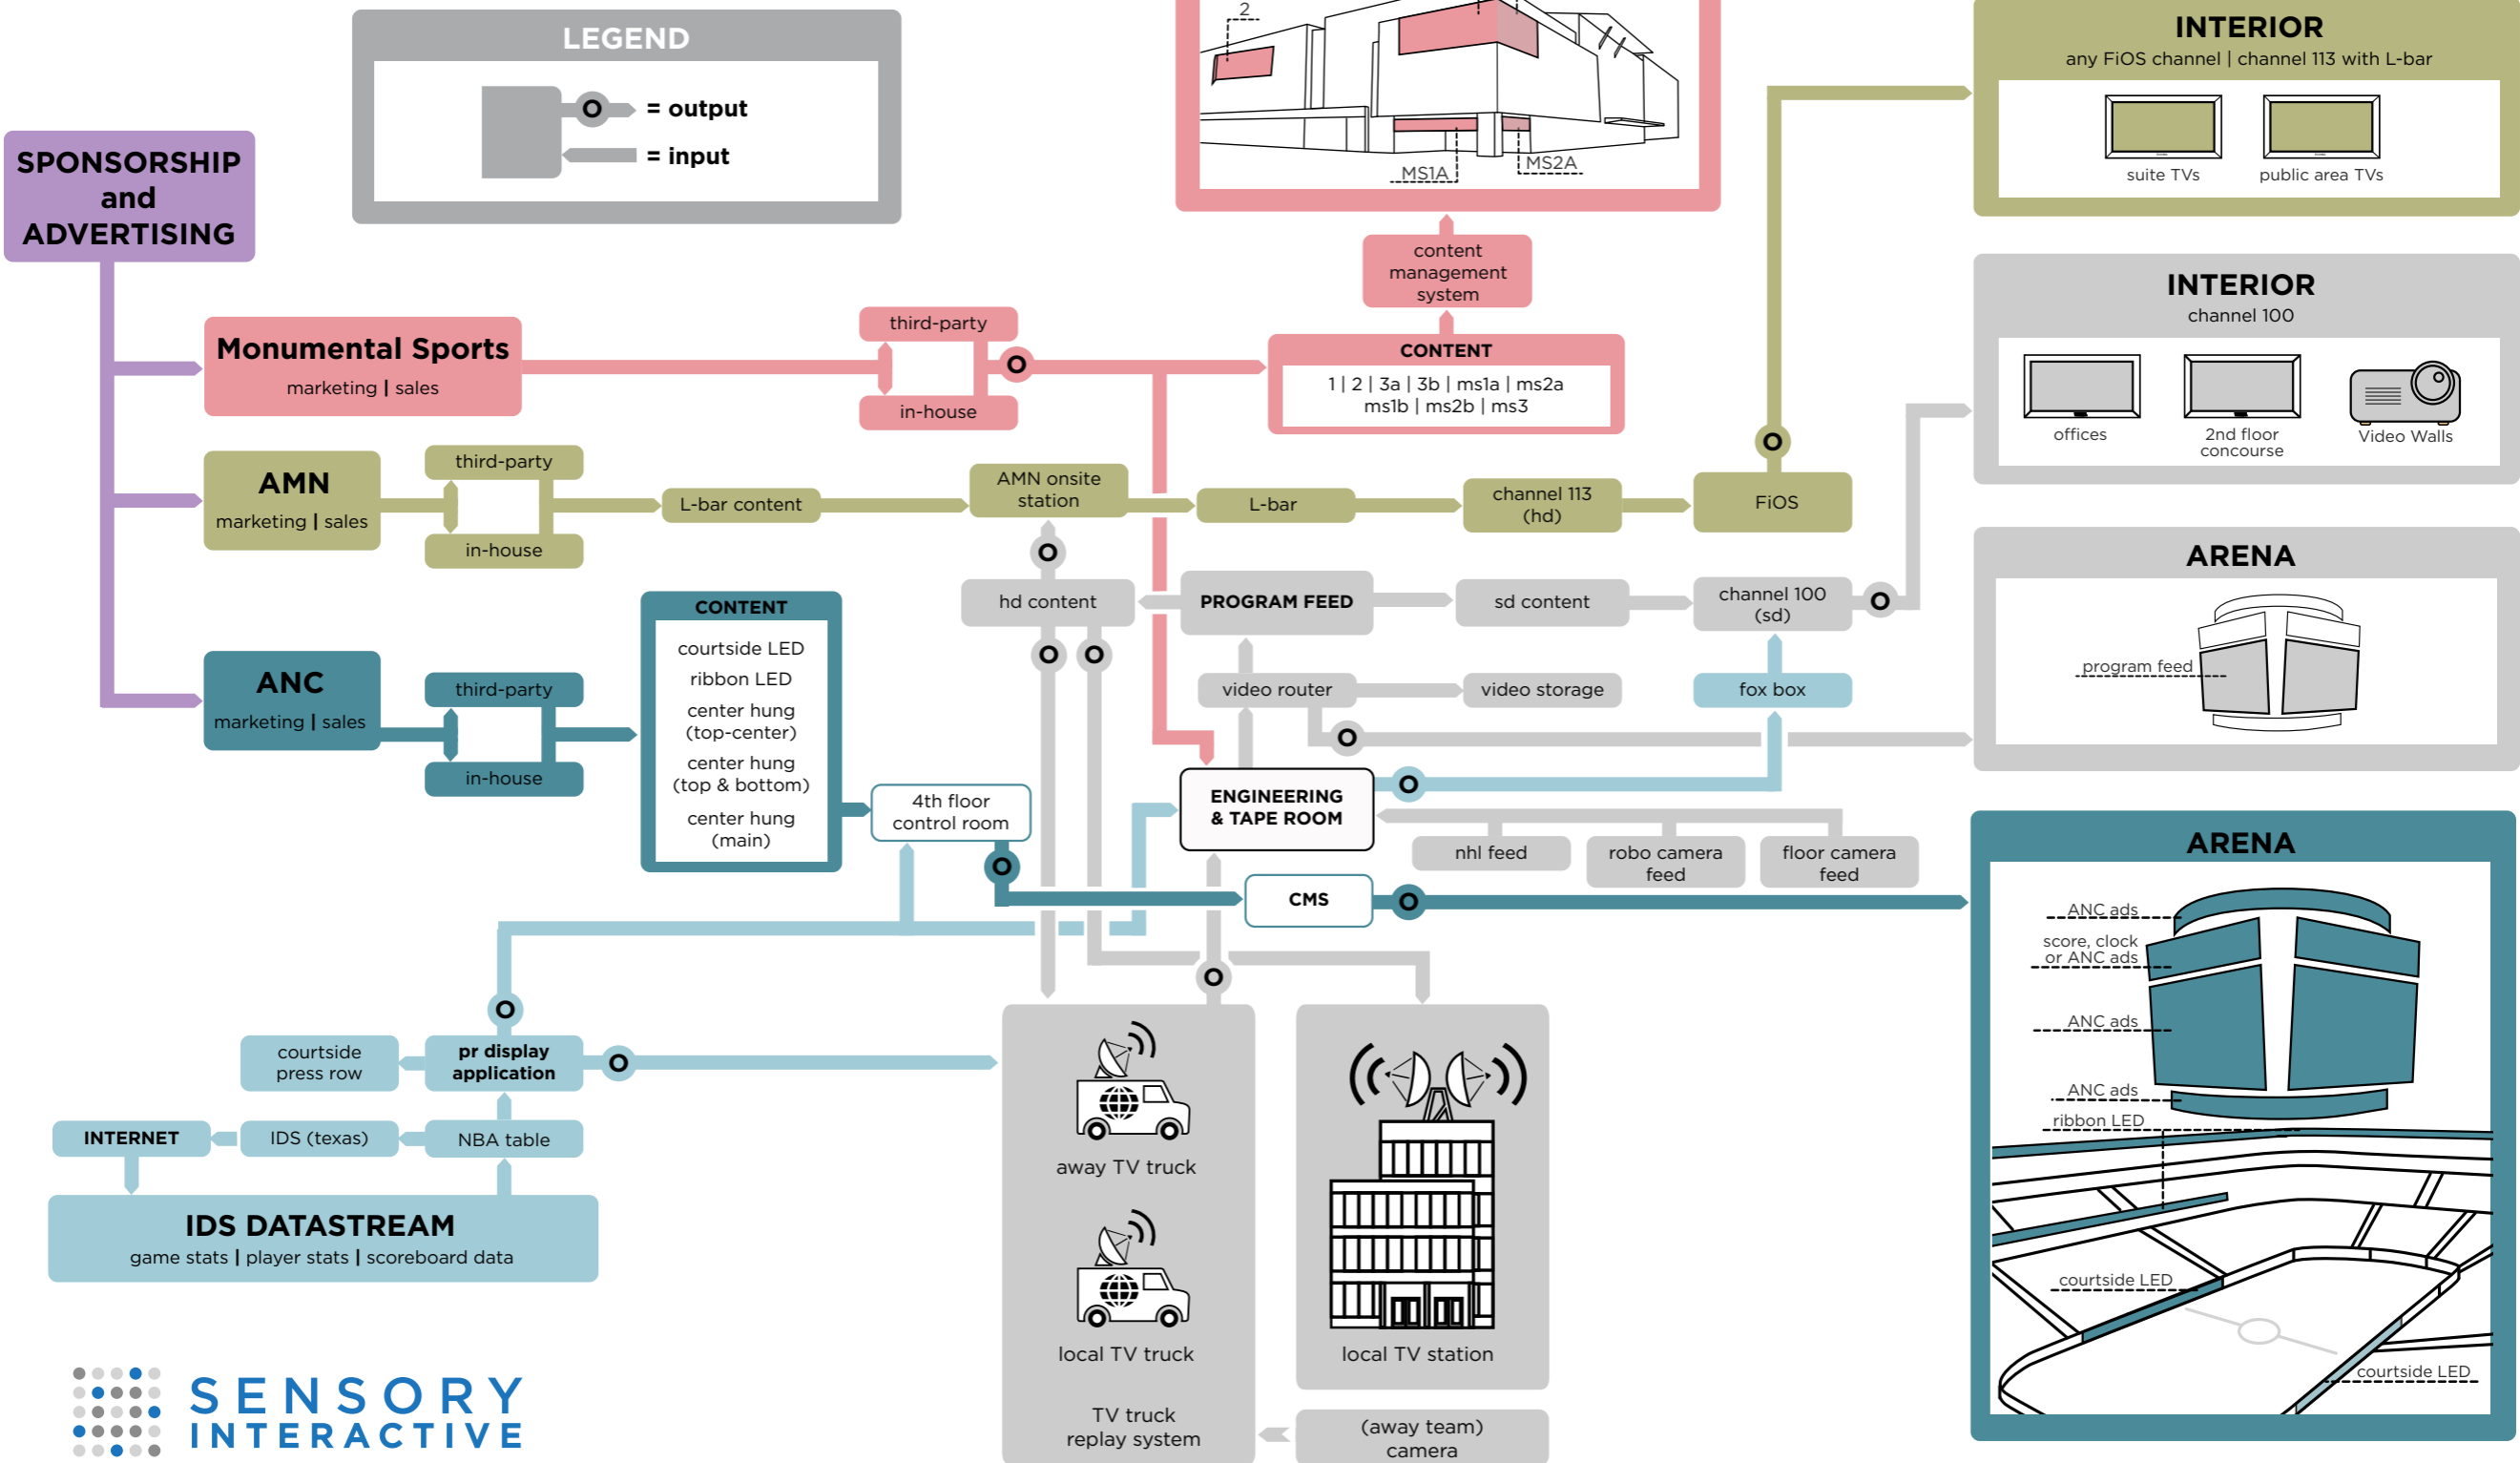 LEGEND
= output
= input
2
MS1A
MS2A
INTERIOR
any FiOS channel | channel 113 with L-bar
suite TVs
public area TVs
SPONSORSHIP
and
ADVERTISING
content
management
system
INTERIOR
channel 100
offices
2nd floor
concourse
Video Walls
Monumental Sports
marketing | sales
third-party
in-house
CONTENT
1 | 2 | 3a | 3b | ms1a | ms2a
ms1b | ms2b | ms3
AMN
marketing | sales
third-party
in-house
L-bar content
AMN onsite
station
L-bar
channel 113
(hd)
FiOS
hd content
PROGRAM FEED
sd content
channel 100
(sd)
ARENA
program feed
video router
video storage
fox box
ANC
marketing | sales
third-party
in-house
CONTENT
courtside LED
ribbon LED
center hung
(top-center)
center hung
(top & bottom)
center hung
(main)
4th floor
control room
ENGINEERING
& TAPE ROOM
nhl feed
robo camera
feed
floor camera
feed
CMS
ARENA
ANC ads
score, clock
or ANC ads
ANC ads
ANC ads
ribbon LED
courtside LED
courtside LED
courtside
press row
pr display
application
INTERNET
IDS (texas)
NBA table
IDS DATASTREAM
game stats | player stats | scoreboard data
away TV truck
local TV truck
TV truck
replay system
local TV station
(away team)
camera
SENSORY
INTERACTIVE